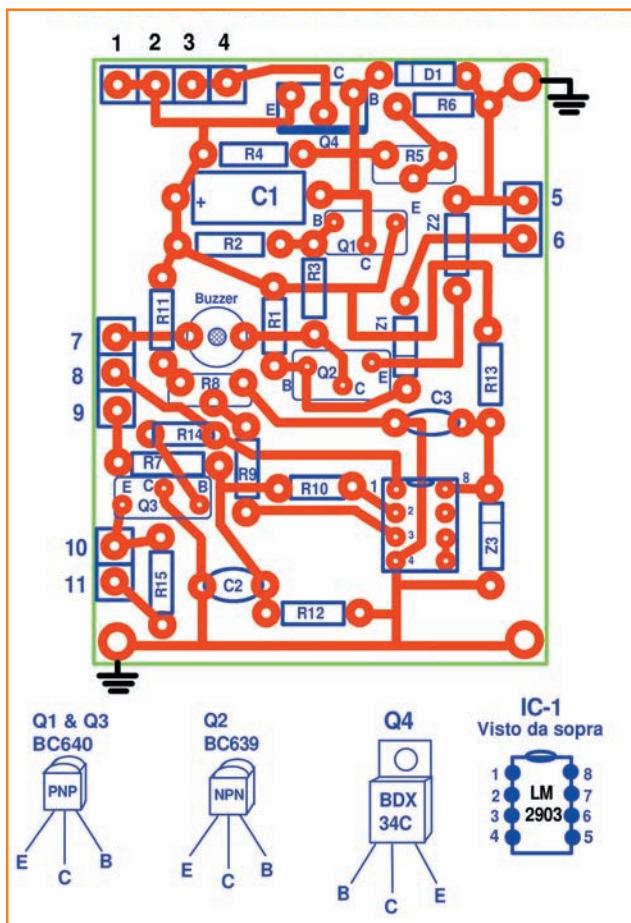 1 2 3 4
C D1
E B R6
Q4
R4 R5
+ C1 E
B Z2 5
R2 Q1 6
C
R3
Buzzer
R11 R1 Z1
7
Q2 E R13
8 B C
R8 C3
9
R14
R7 R9 1 8
E C B R10
Q3 2
10 3 Z3
4
11 R15 C2
R12
Q1 & Q3
BC640
PNP
E C B
Q2
BC639
NPN
E C B
Q4
BDX
34C
B C E
IC-1
Visto da sopra
1 8
2 LM 7
3 2903 6
4 5